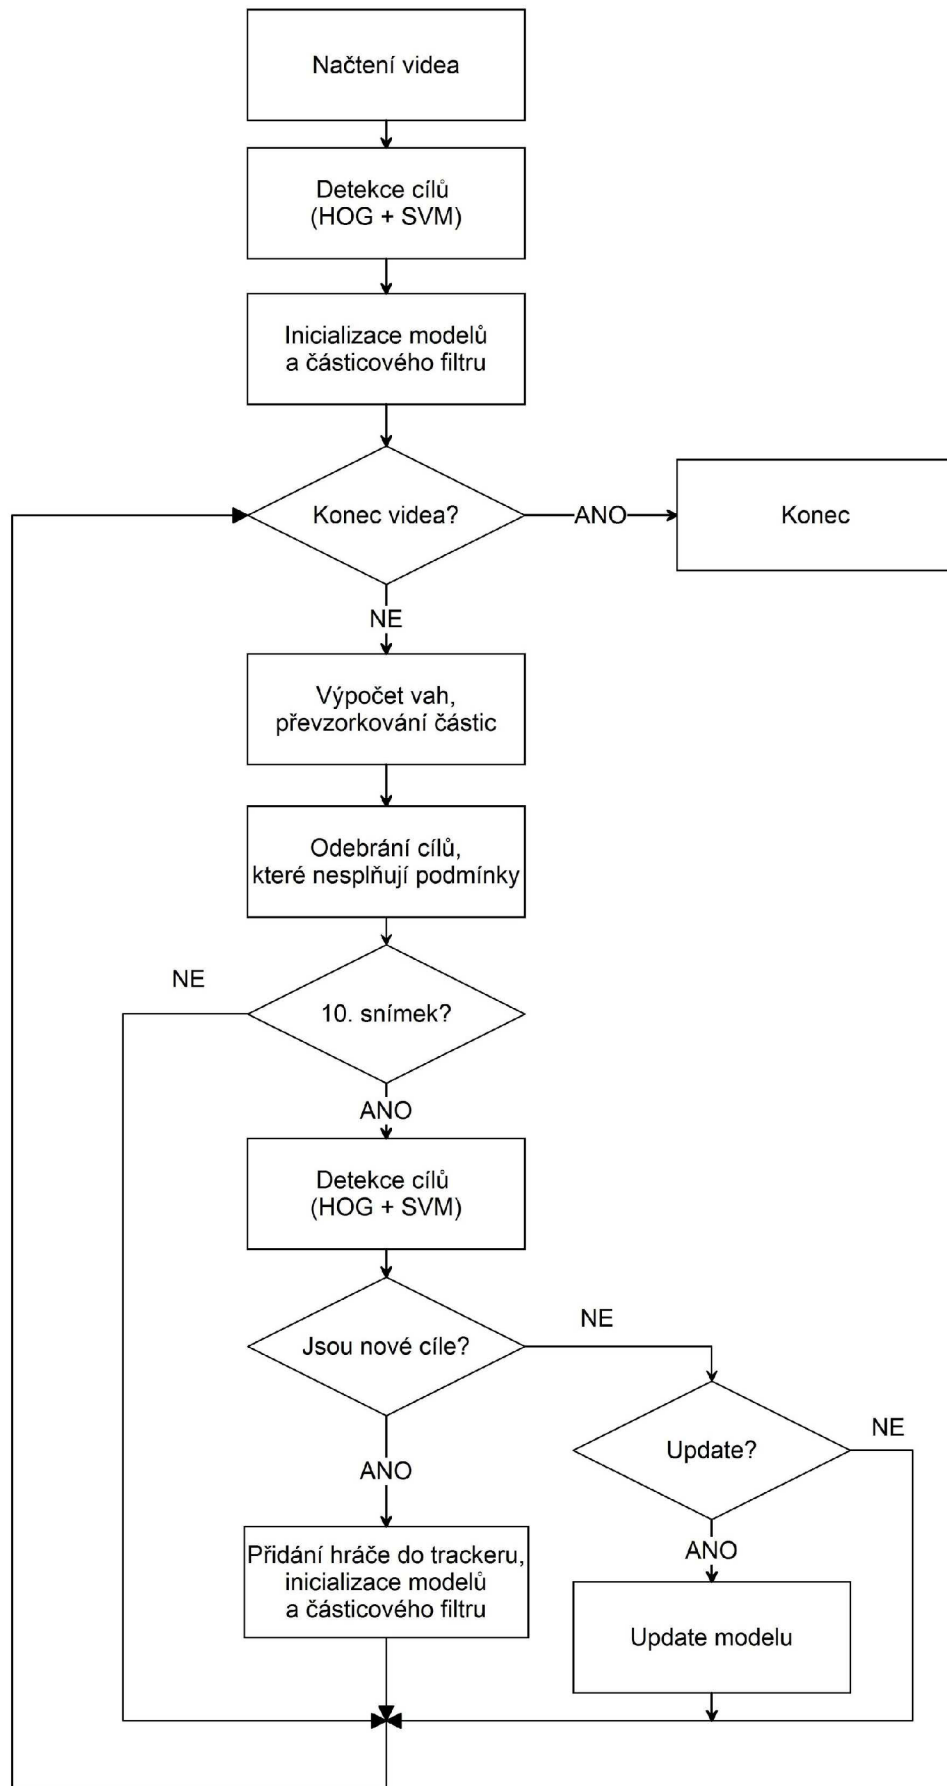 Načtení videa
Detekce cílů
(HOG + SVM)
Inicializace modelů
a částicového filtru
Konec videa?
ANO
Konec
NE
Výpočet vah,
převzorkování částic
Odebrání cílů,
které nesplňují podmínky
NE
10. snímek?
ANO
Detekce cílů
(HOG + SVM)
Jsou nové cíle?
NE
Update?
NE
ANO
ANO
Přidání hráče do trackeru,
inicializace modelů
a částicového filtru
Update modelu